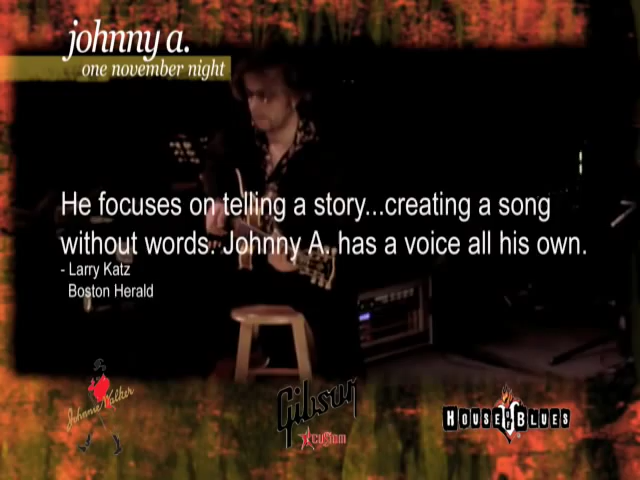 johnny a.
one november night
He focuses on telling a story...creating a song
without words. Johnny A. has a voice all his own.
- Larry Katz
Boston Herald
Johnnie Walker
Gibson
CUSTOM
HOUSE OF BLUES